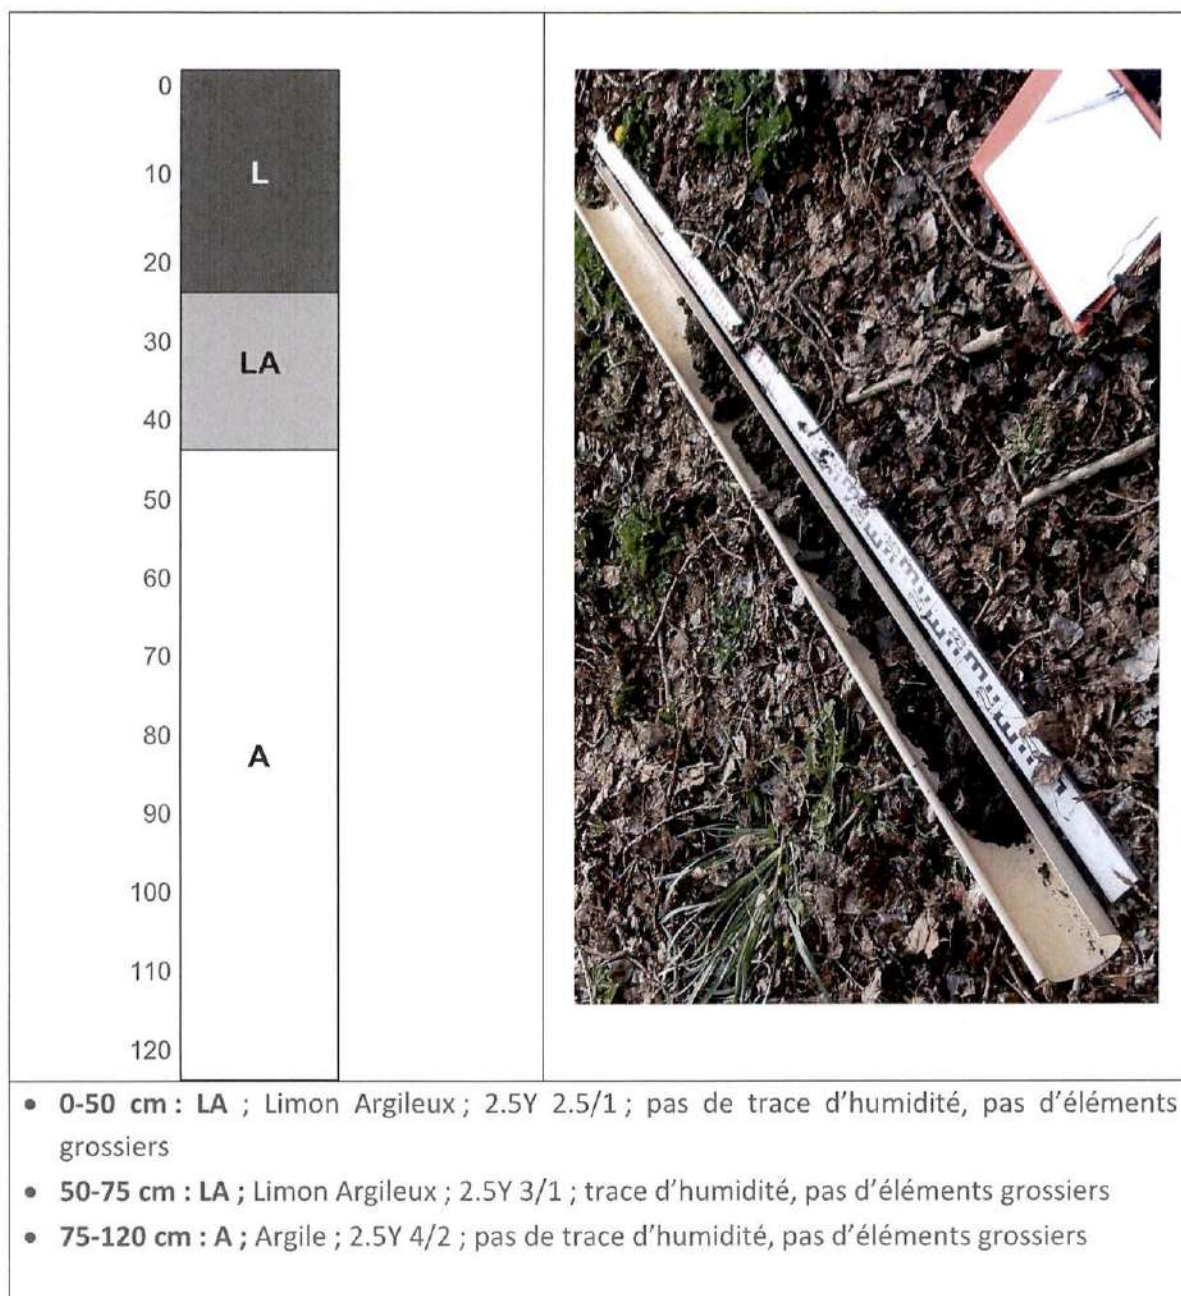 0
10
20
30
40
50
60
70
80
90
100
110
120
L
LA
A
• 0-50 cm : LA ; Limon Argileux ; 2.5Y 2.5/1 ; pas de trace d'humidité, pas d'éléments
grossiers
• 50-75 cm : LA ; Limon Argileux ; 2.5Y 3/1 ; trace d'humidité, pas d'éléments grossiers
• 75-120 cm : A ; Argile ; 2.5Y 4/2 ; pas de trace d'humidité, pas d'éléments grossiers